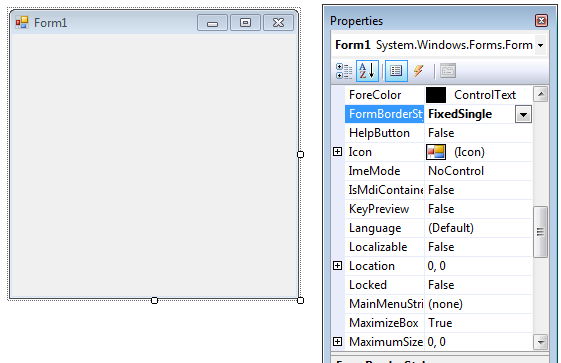 Form1
Properties
Form1 System.Windows.Forms.Form
ForeColor ControlText
FormBorderSt FixedSingle
HelpButton False
Icon (Icon)
ImeMode NoControl
IsMdiContaine False
KeyPreview False
Language (Default)
Localizable False
Location 0, 0
Locked False
MainMenuStri (none)
MaximizeBox True
MaximumSize 0, 0